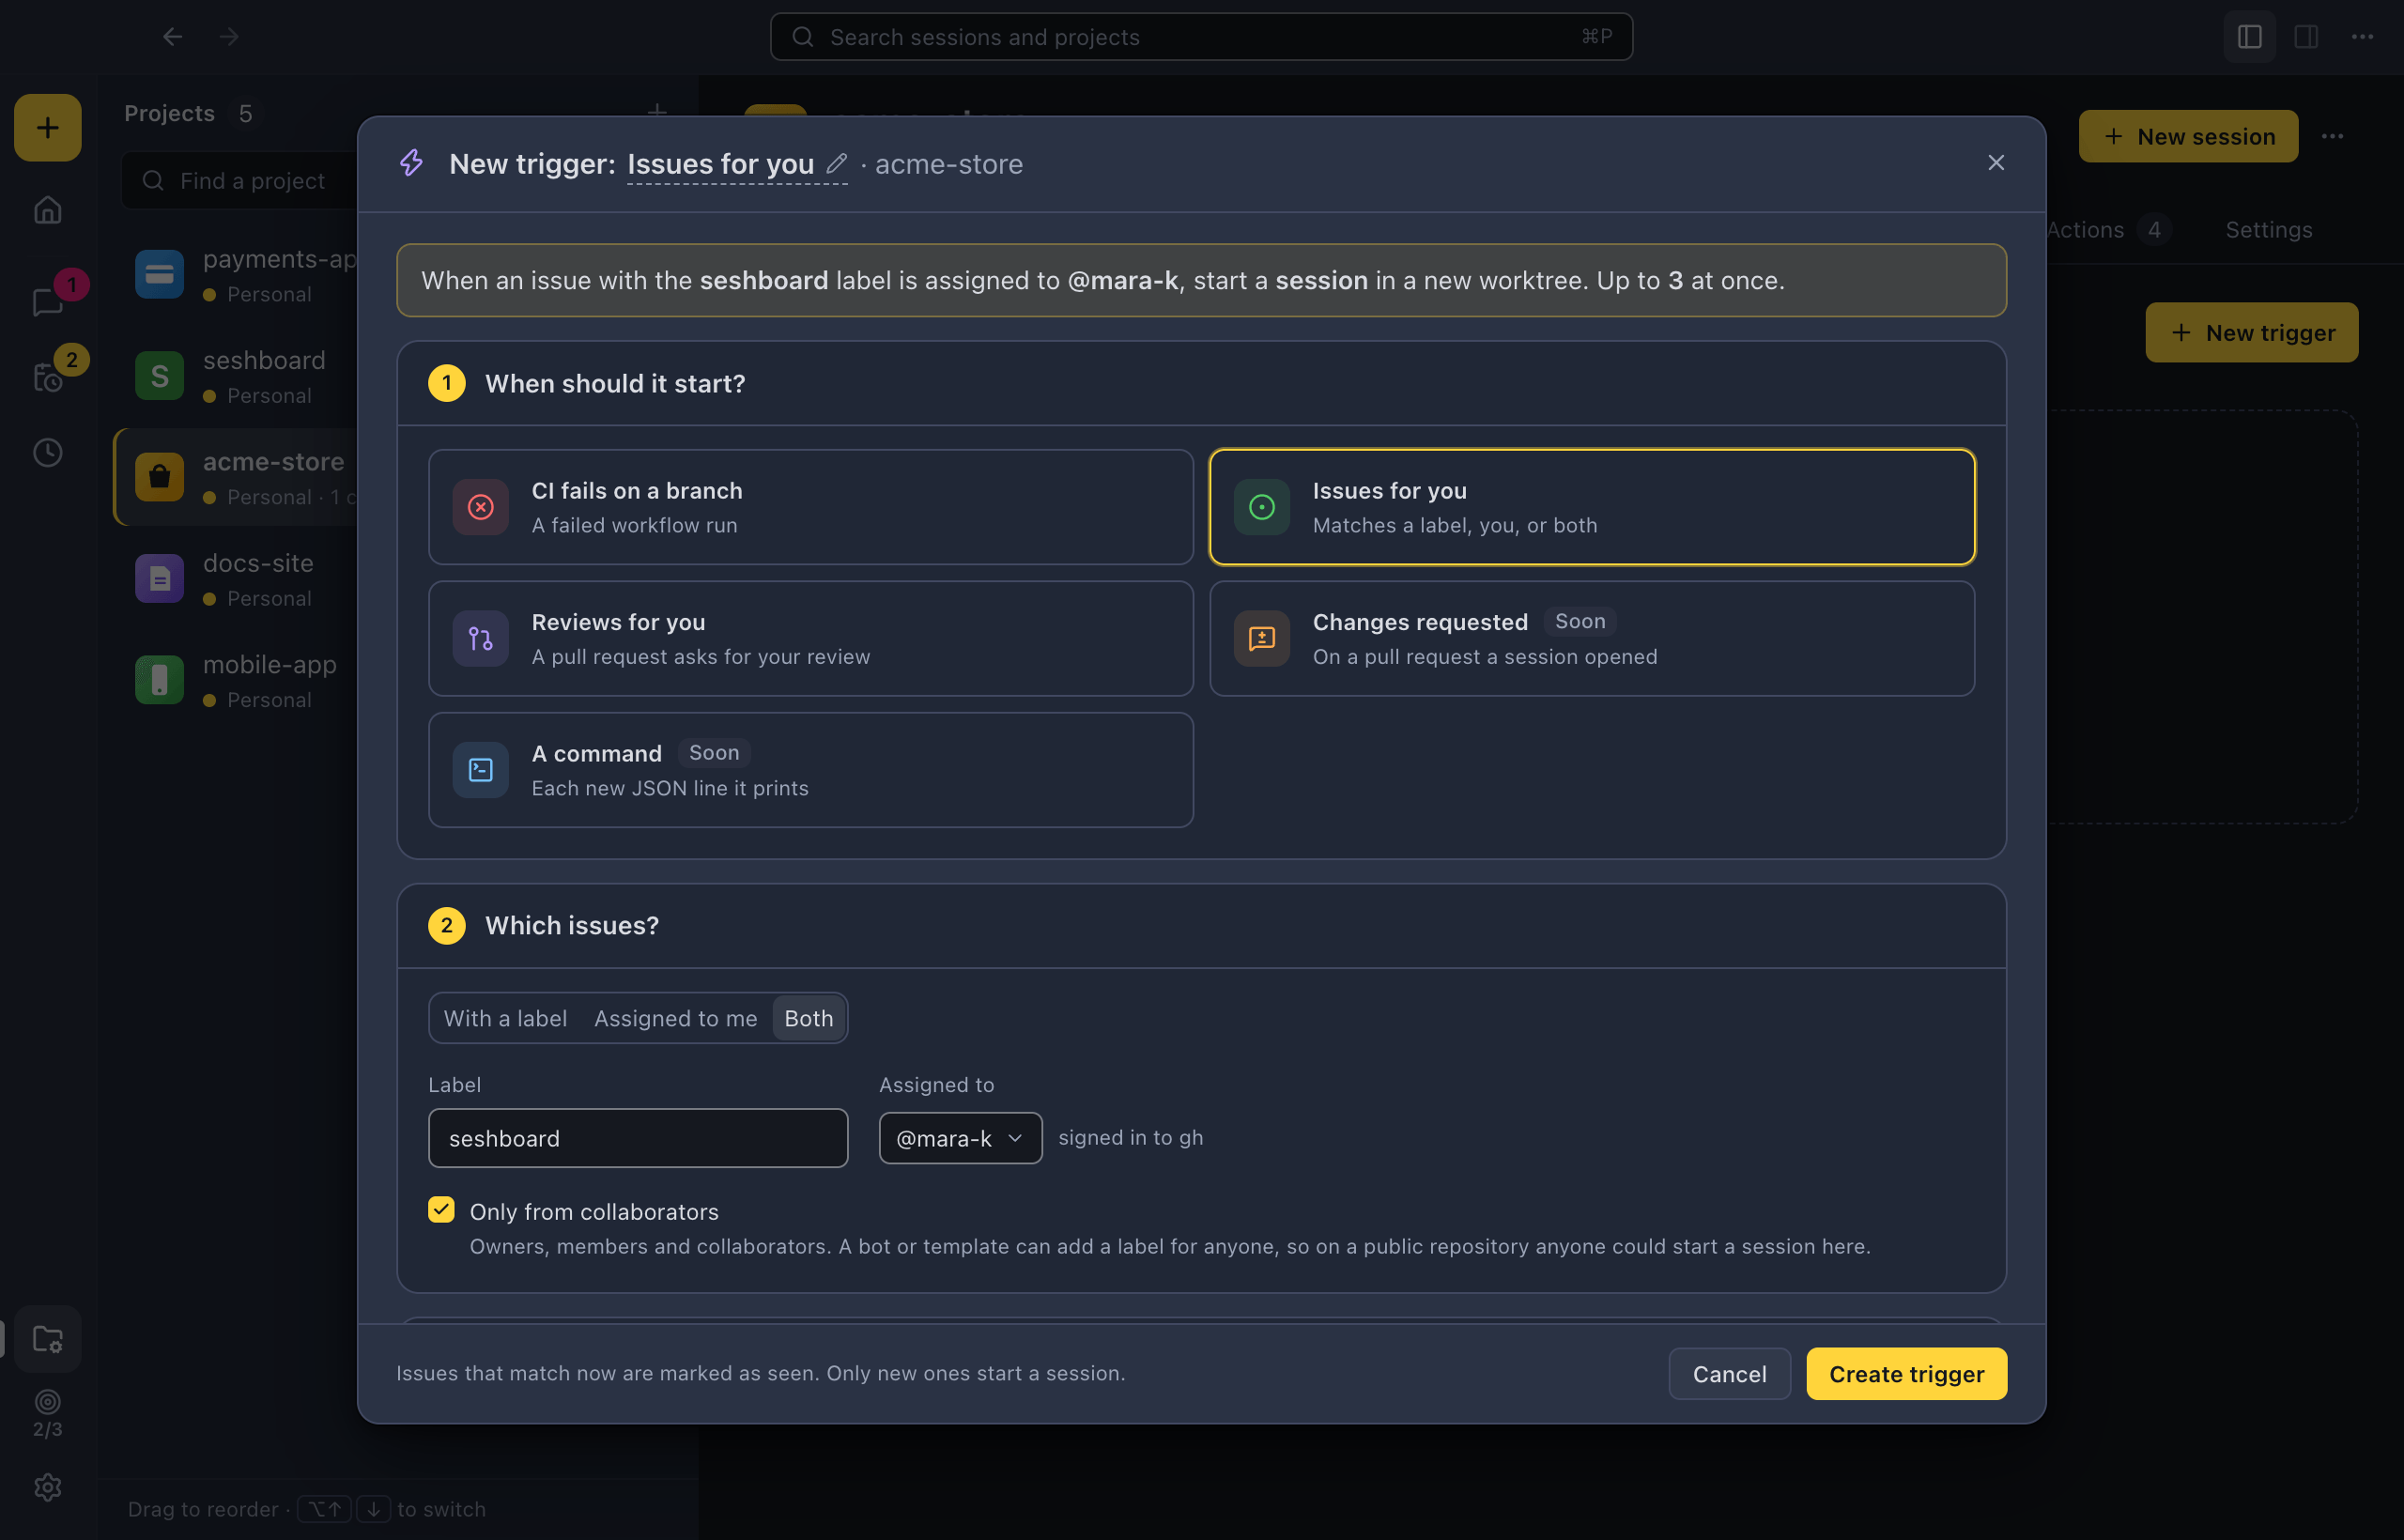 Search sessions and projects ⌘P
Projects 5
Find a project
payments-ap
Personal
seshboard
Personal
acme-store
Personal · 1 c
docs-site
Personal
mobile-app
Personal
1
2
S
2/3
Drag to reorder · ⌥↑ ↓ to switch
New session
Actions 4 Settings
New trigger
New trigger: Issues for you · acme-store
When an issue with the seshboard label is assigned to @mara-k, start a session in a new worktree. Up to 3 at once.
1 When should it start?
CI fails on a branch
A failed workflow run
Issues for you
Matches a label, you, or both
Reviews for you
A pull request asks for your review
Changes requested Soon
On a pull request a session opened
A command Soon
Each new JSON line it prints
2 Which issues?
With a label Assigned to me Both
Label Assigned to
seshboard @mara-k signed in to gh
Only from collaborators
Owners, members and collaborators. A bot or template can add a label for anyone, so on a public repository anyone could start a session here.
Issues that match now are marked as seen. Only new ones start a session.
Cancel Create trigger